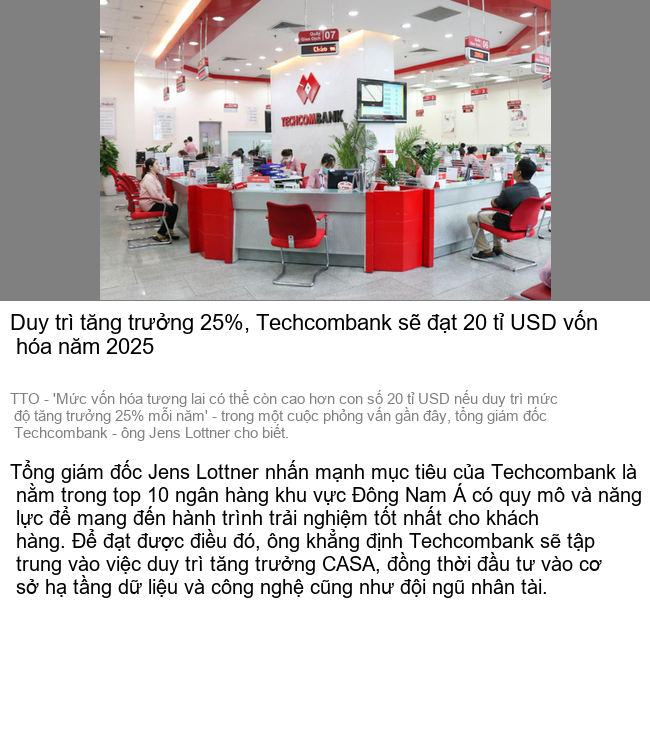 Quầy
Giao Dịch 07
Chào
06
TECHCOMBANK
Duy trì tăng trưởng 25%, Techcombank sẽ đạt 20 tỉ USD vốn
hóa năm 2025
TTO - 'Mức vốn hóa tương lai có thể còn cao hơn con số 20 tỉ USD nếu duy trì mức
độ tăng trưởng 25% mỗi năm' - trong một cuộc phỏng vấn gần đây, tổng giám đốc
Techcombank - ông Jens Lottner cho biết.
Tổng giám đốc Jens Lottner nhấn mạnh mục tiêu của Techcombank là
nằm trong top 10 ngân hàng khu vực Đông Nam Á có quy mô và năng
lực để mang đến hành trình trải nghiệm tốt nhất cho khách
hàng. Để đạt được điều đó, ông khẳng định Techcombank sẽ tập
trung vào việc duy trì tăng trưởng CASA, đồng thời đầu tư vào cơ
sở hạ tầng dữ liệu và công nghệ cũng như đội ngũ nhân tài.